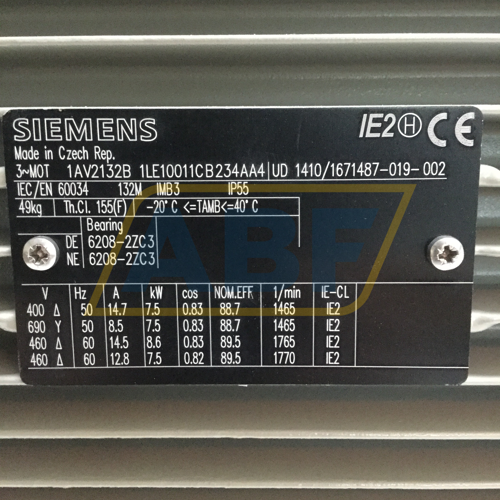 SIEMENS IE2 H CE
Made in Czech Rep.
3~MOT 1AV2132B 1LE10011CB234AA4 UD 1410/1671487-019-002
IEC/EN 60034 132M IMB3 IP55
49kg Th.Cl. 155(F) -20°C <=TAMB<=40°C
Bearing
DE 6208-2ZC3
NE 6208-2ZC3
ABF
V Hz A kW cos NOM.EFF 1/min IE-CL
400 Δ 50 14.7 7.5 0.83 88.7 1465 IE2
690 Y 50 8.5 7.5 0.83 88.7 1465 IE2
460 Δ 60 14.5 8.6 0.83 89.5 1765 IE2
460 Δ 60 12.8 7.5 0.82 89.5 1770 IE2